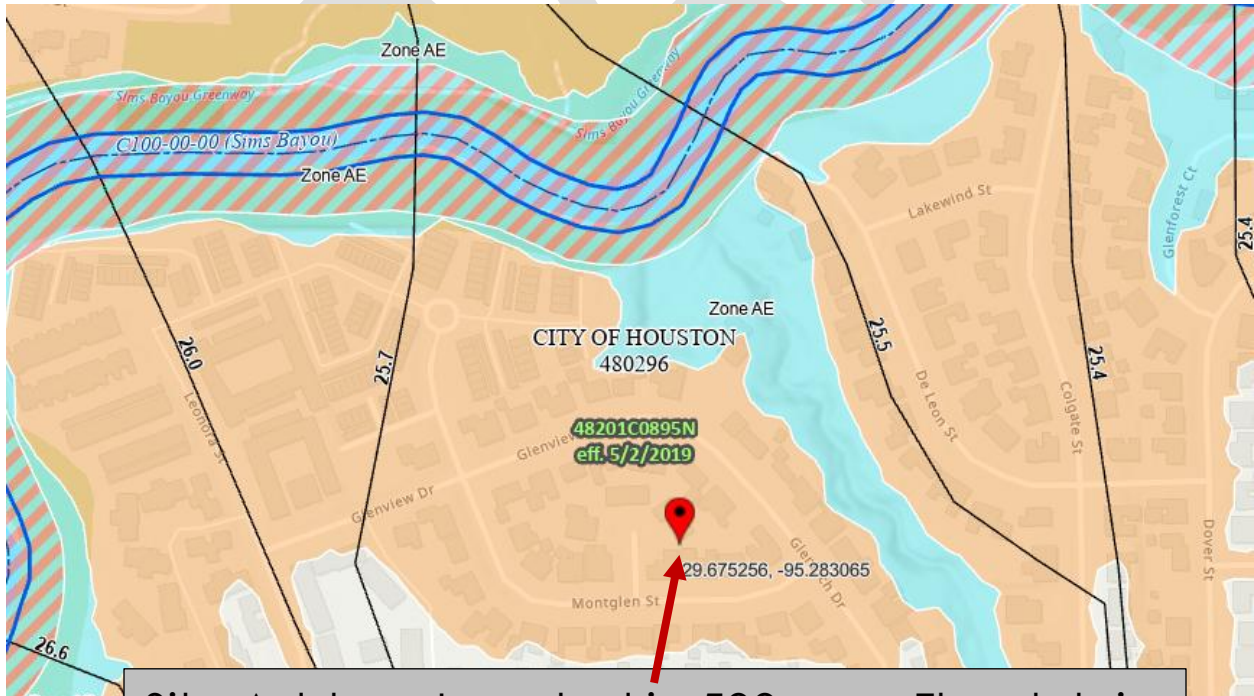 Zone AE
Sims Bayou Greenway
Sims Bayou Greenway
C100-00-00 (Sims Bayou)
Zone AE
Lakewind St
Glenforest Ct
25.4
Zone AE
CITY OF HOUSTON
480296
26.0
25.7
25.5
25.4
Leonora St
De Leon St
Colgate St
48201C0895N
eff. 5/2/2019
Glenview
Glenview Dr
Dover St
29.675256, -95.283065
Montglen St
26.6